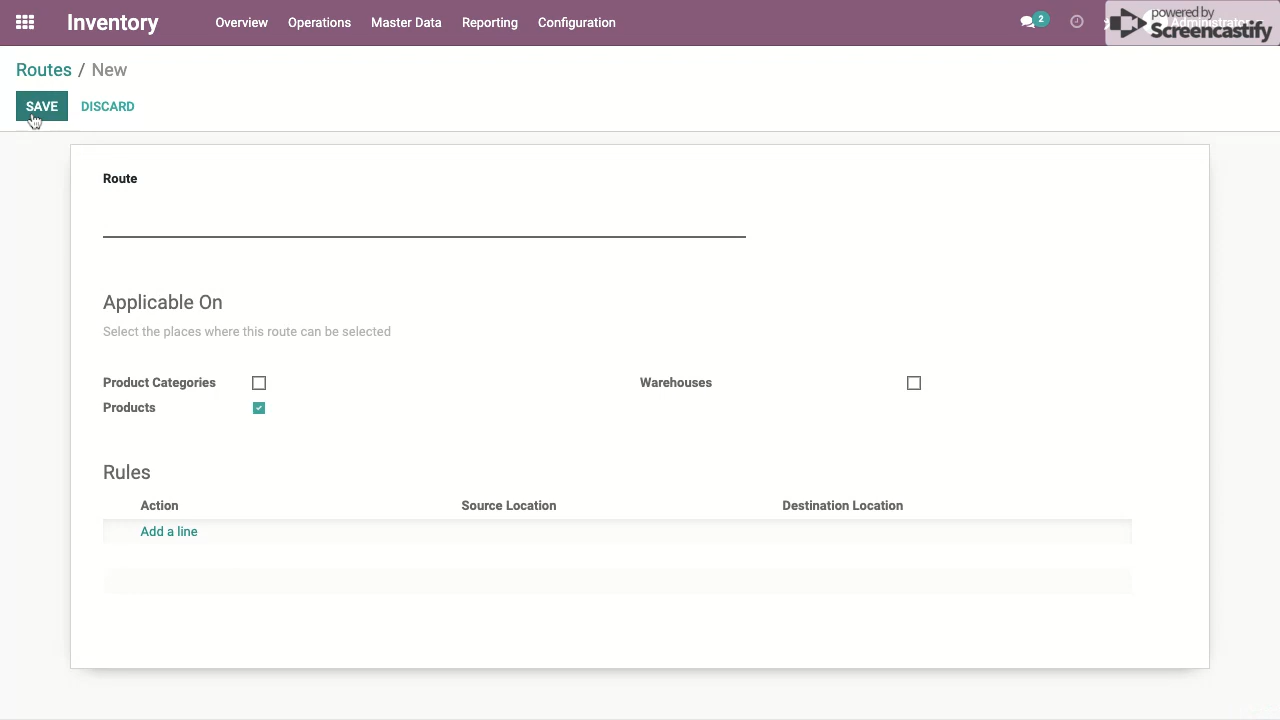 Inventory Overview Operations Master Data Reporting Configuration 2 Administrator
powered by
Screencastify
Routes / New
SAVE DISCARD
Route
Applicable On
Select the places where this route can be selected
Product Categories Warehouses
Products
Rules
Action Source Location Destination Location
Add a line